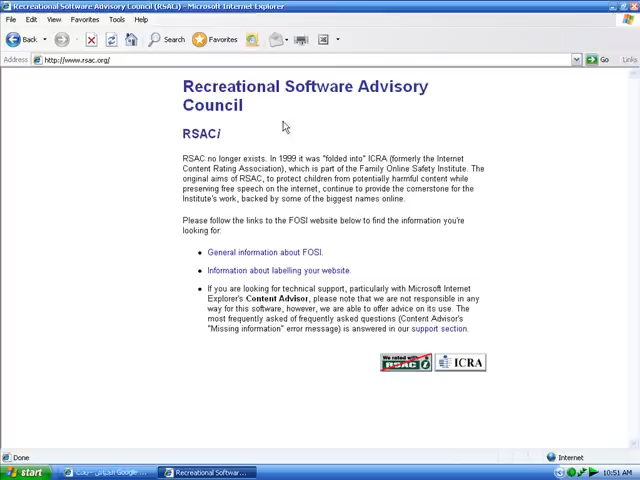 Recreational Software Advisory Council (RSACi) - Microsoft Internet Explorer
File Edit View Favorites Tools Help
Back Search Favorites
Address http://www.rsac.org/ Go Links
Recreational Software Advisory
Council
RSACi
RSAC no longer exists. In 1999 it was "folded into" ICRA (formerly the Internet
Content Rating Association), which is part of the Family Online Safety Institute. The
original aims of RSAC, to protect children from potentially harmful content while
preserving free speech on the internet, continue to provide the cornerstone for the
Institute's work, backed by some of the biggest names online.
Please follow the links to the FOSI website below to find the information you're
looking for:
General information about FOSI.
Information about labelling your website.
If you are looking for technical support, particularly with Microsoft Internet
Explorer's Content Advisor, please note that we are not responsible in any
way for this software, however, we are able to offer advice on its use. The
most frequently asked of frequently asked questions (Content Advisor's
"Missing information" error message) is answered in our support section.
We rated with
RSAC i
ICRA
Done Internet
start Google Recreational Softwar... 10:51 AM